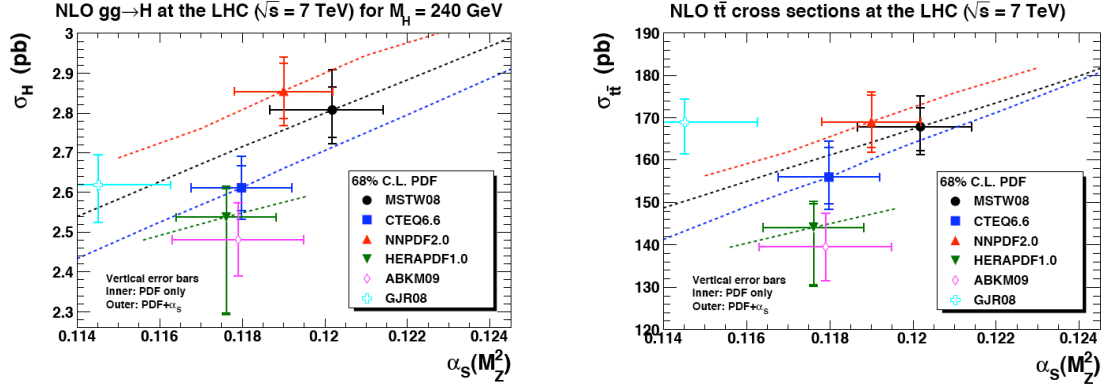 NLO gg→H at the LHC (√s = 7 TeV) for M_H = 240 GeV
σ_H (pb)
3
2.9
2.8
2.7
2.6
2.5
2.4
2.3
68% C.L. PDF
MSTW08
CTEQ6.6
NNPDF2.0
HERAPDF1.0
ABKM09
GJR08
Vertical error bars
Inner: PDF only
Outer: PDF+α_S
0.114 0.116 0.118 0.120 0.122 0.124
α_S(M_Z^2)
NLO tt̄ cross sections at the LHC (√s = 7 TeV)
σ_tt̄ (pb)
190
180
170
160
150
140
130
120
68% C.L. PDF
MSTW08
CTEQ6.6
NNPDF2.0
HERAPDF1.0
ABKM09
GJR08
Vertical error bars
Inner: PDF only
Outer: PDF+α_S
0.114 0.116 0.118 0.120 0.122 0.124
α_S(M_Z^2)